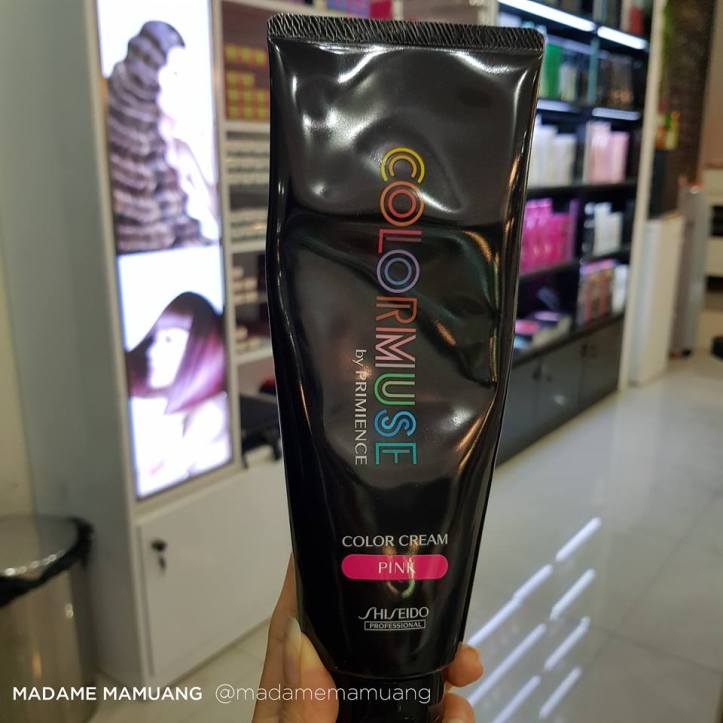 COLORMUSE
by PRIMIENCE
COLOR CREAM
PINK
SHISEIDO
PROFESSIONAL
MADAME MAMUANG @madamemamuang